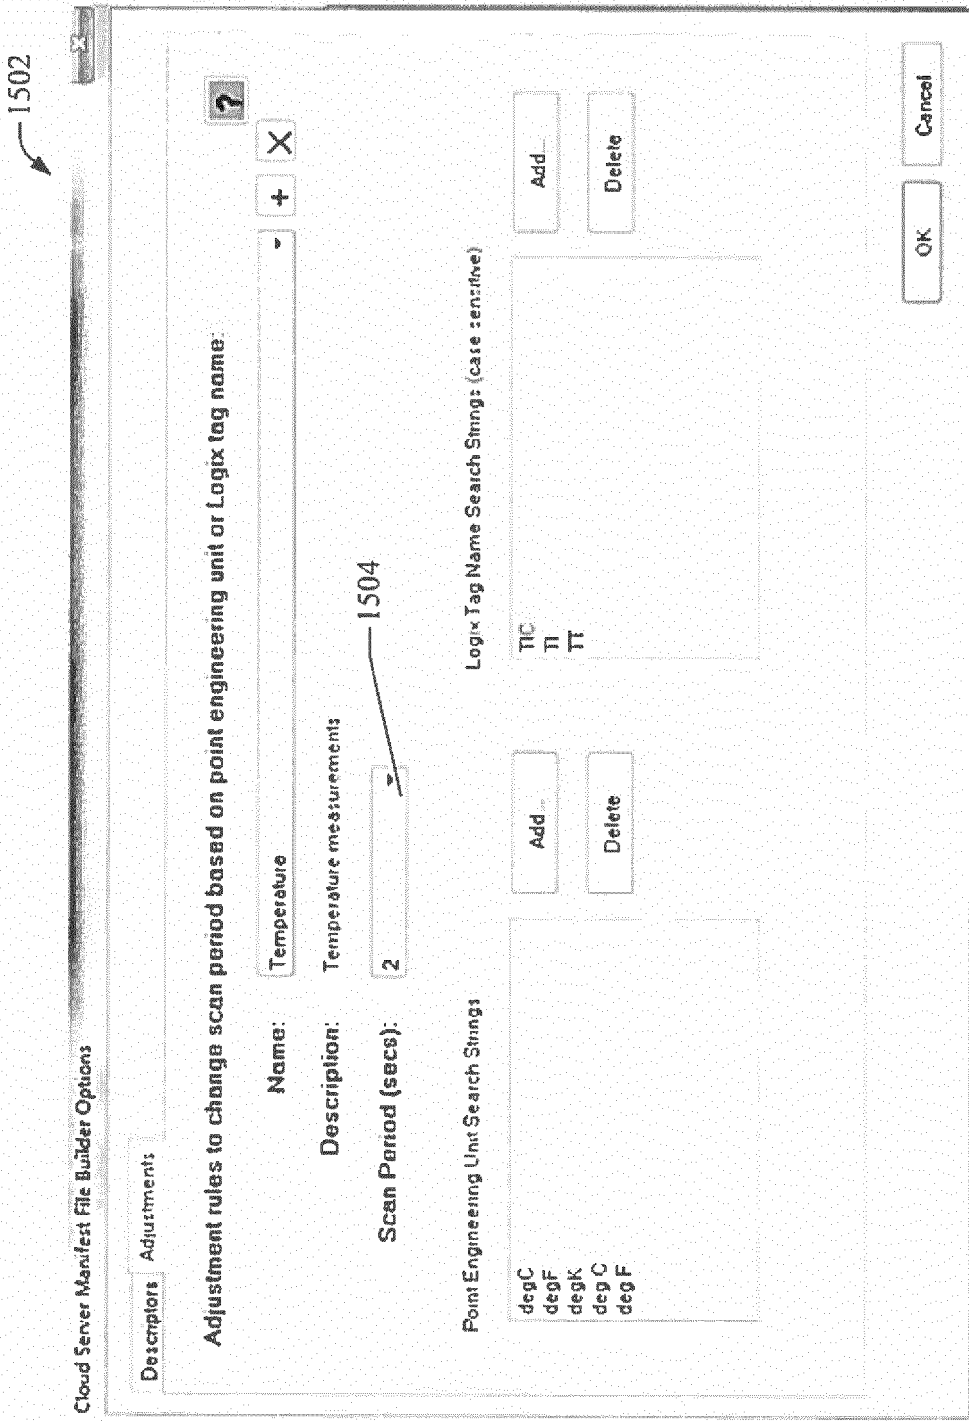 1502
Cloud Server Manifest File Builder Options
x
Descriptors Adjustments
Adjustment rules to change scan period based on point engineering unit or Logix tag name:
?
Name: Temperature + X
Description: Temperature measurements
Scan Period (secs): 2
1504
Point Engineering Unit Search Strings
degC
degF
degK
deg C
deg F
Add...
Delete
Logix Tag Name Search Strings (case sensitive)
TIC
TI
TT
Add...
Delete
OK Cancel